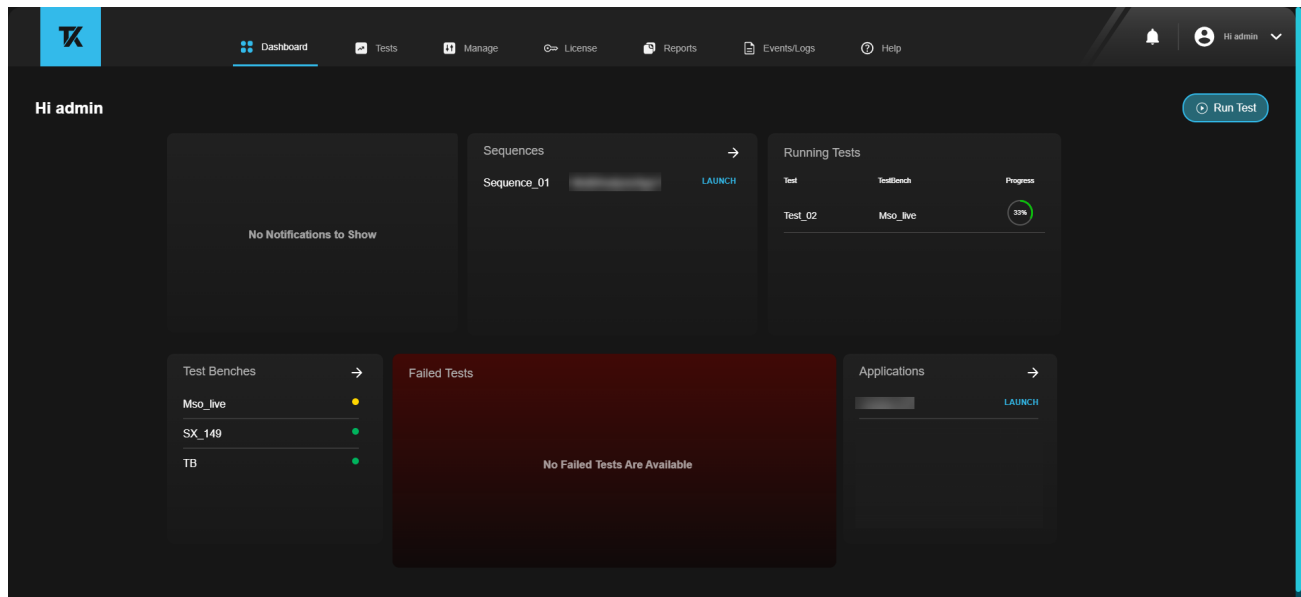 TK
Dashboard
Tests
Manage
License
Reports
Events/Logs
Help
Hi admin
Hi admin
Run Test
No Notifications to Show
Sequences
Sequence_01 LAUNCH
Running Tests
Test TestBench Progress
Test_02 Mso_live 33%
Test Benches
Mso_live
SX_149
TB
Failed Tests
No Failed Tests Are Available
Applications
LAUNCH